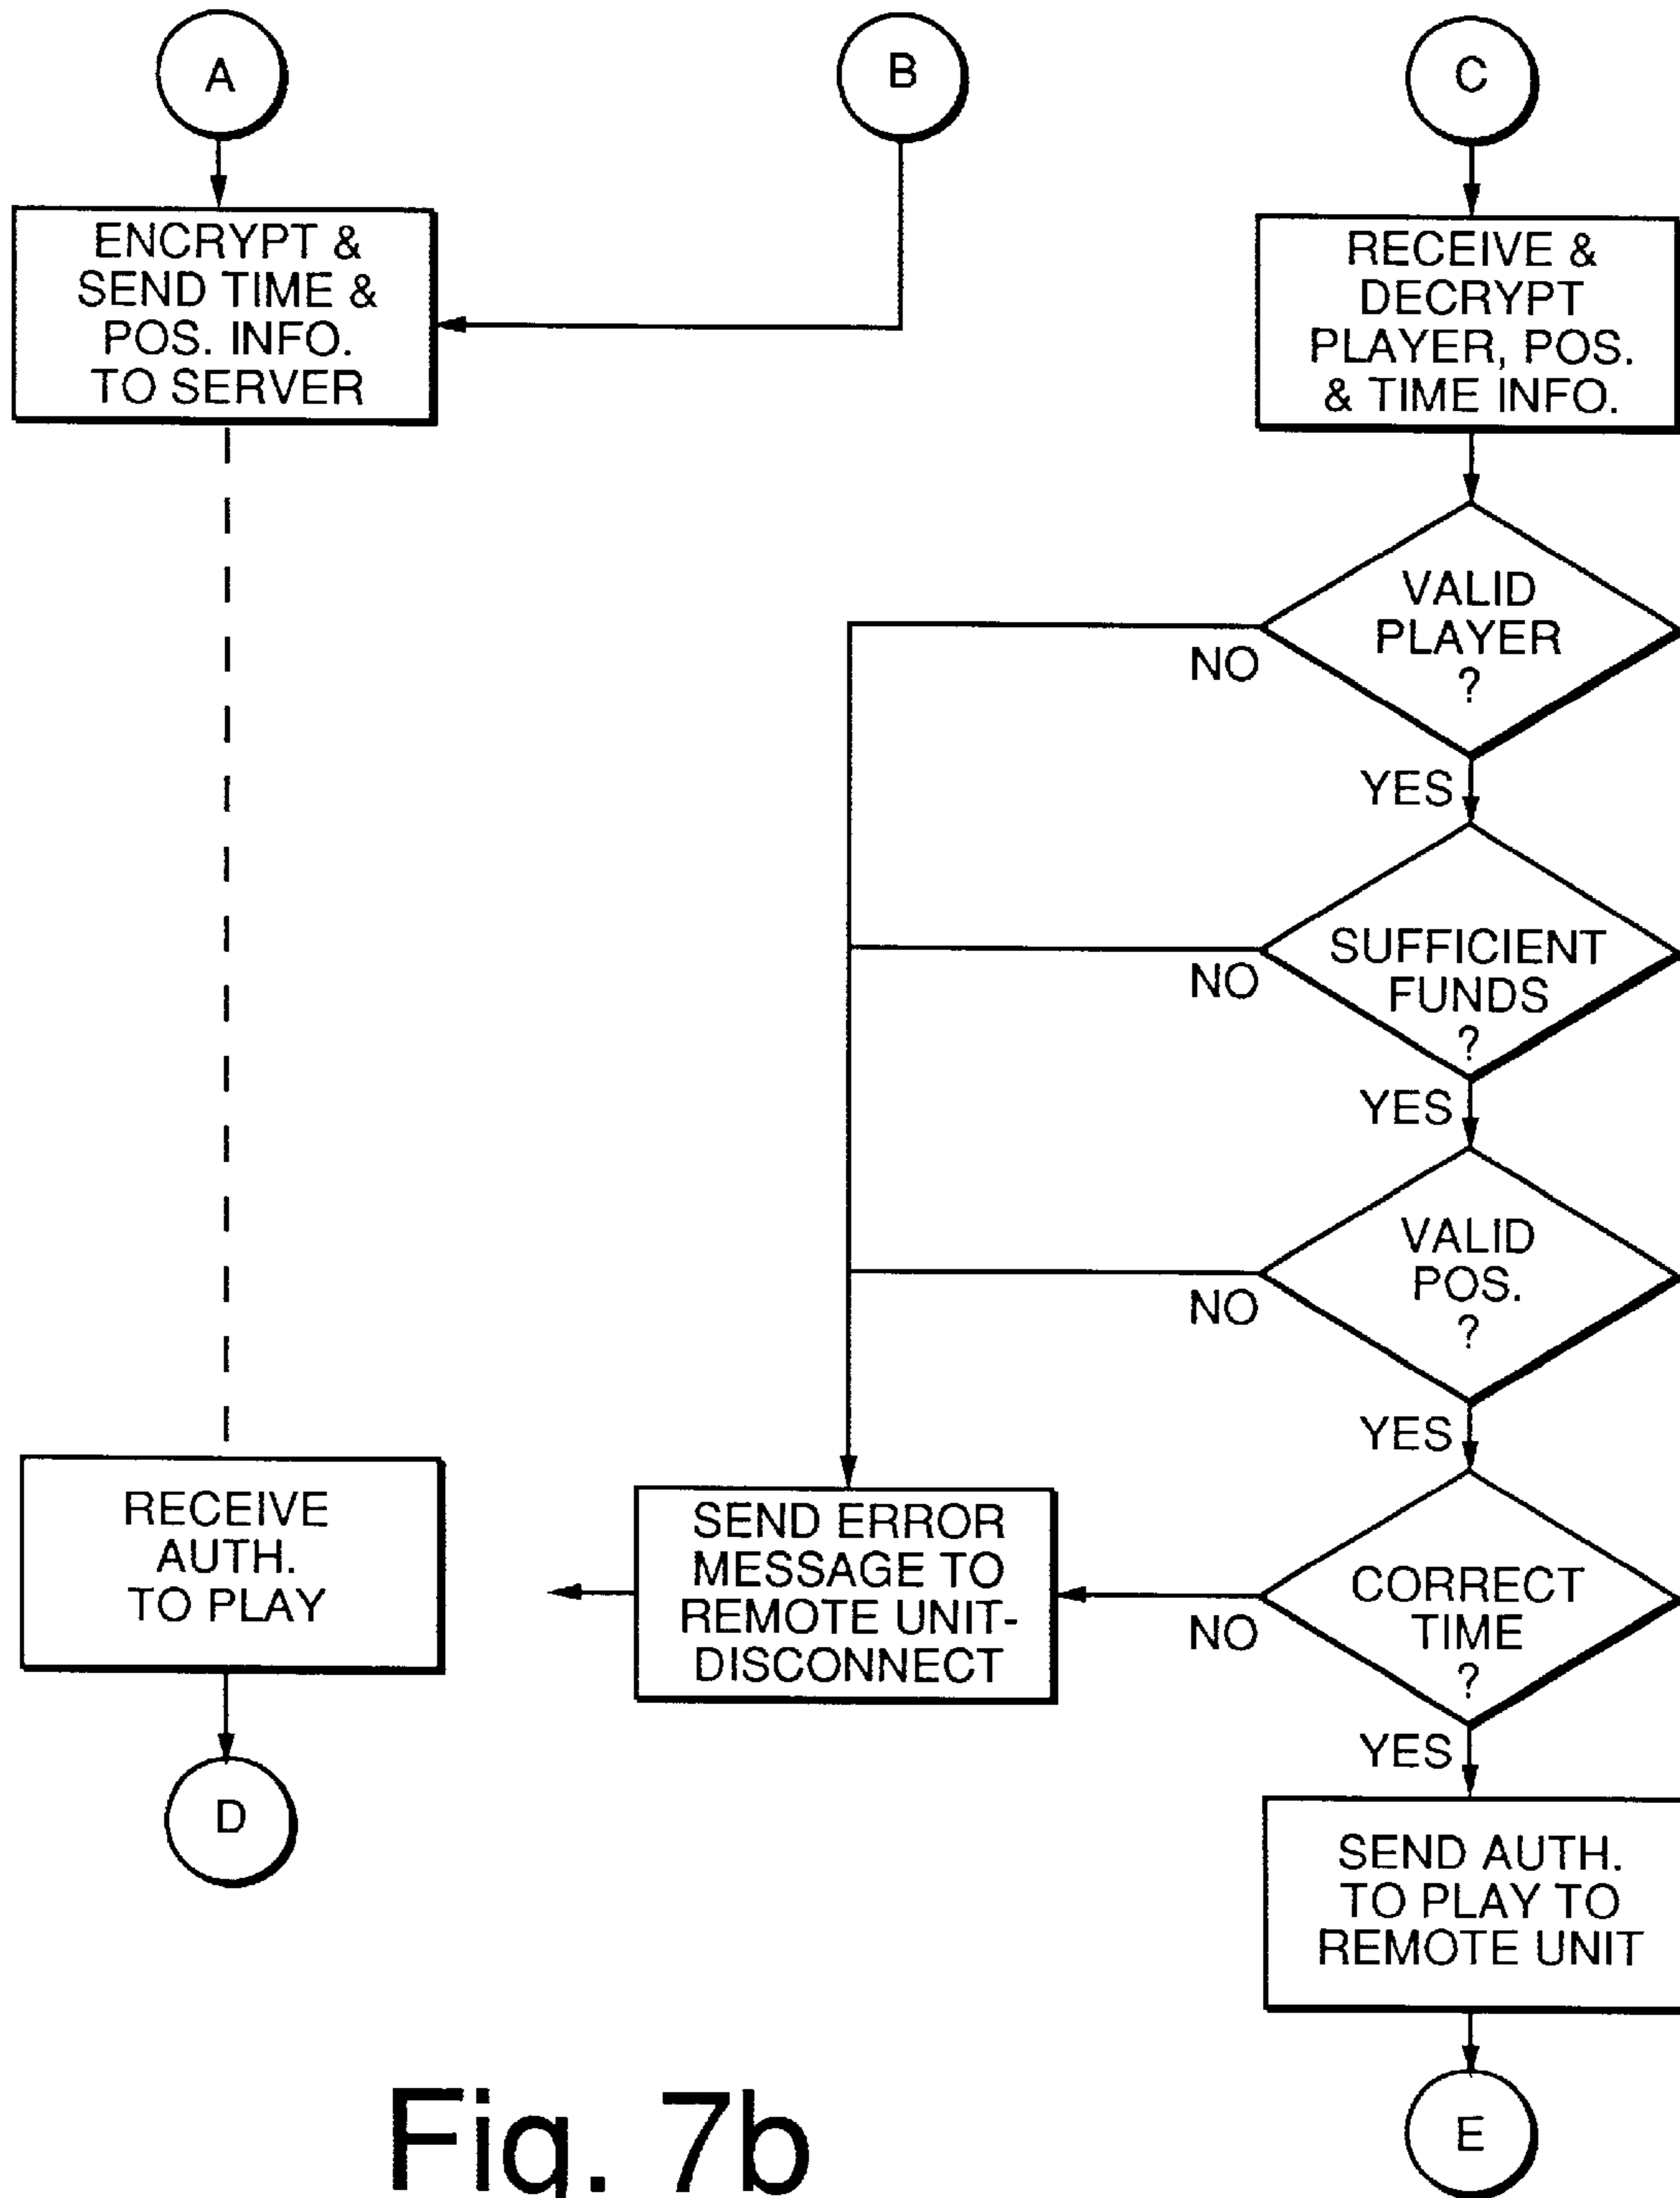 A
B
C
ENCRYPT &
SEND TIME &
POS. INFO.
TO SERVER
RECEIVE &
DECRYPT
PLAYER, POS.
& TIME INFO.
VALID
PLAYER
?
NO
YES
SUFFICIENT
FUNDS
?
NO
YES
VALID
POS.
?
NO
YES
RECEIVE
AUTH.
TO PLAY
SEND ERROR
MESSAGE TO
REMOTE UNIT-
DISCONNECT
CORRECT
TIME
?
NO
YES
D
SEND AUTH.
TO PLAY TO
REMOTE UNIT
E
Fig. 7b